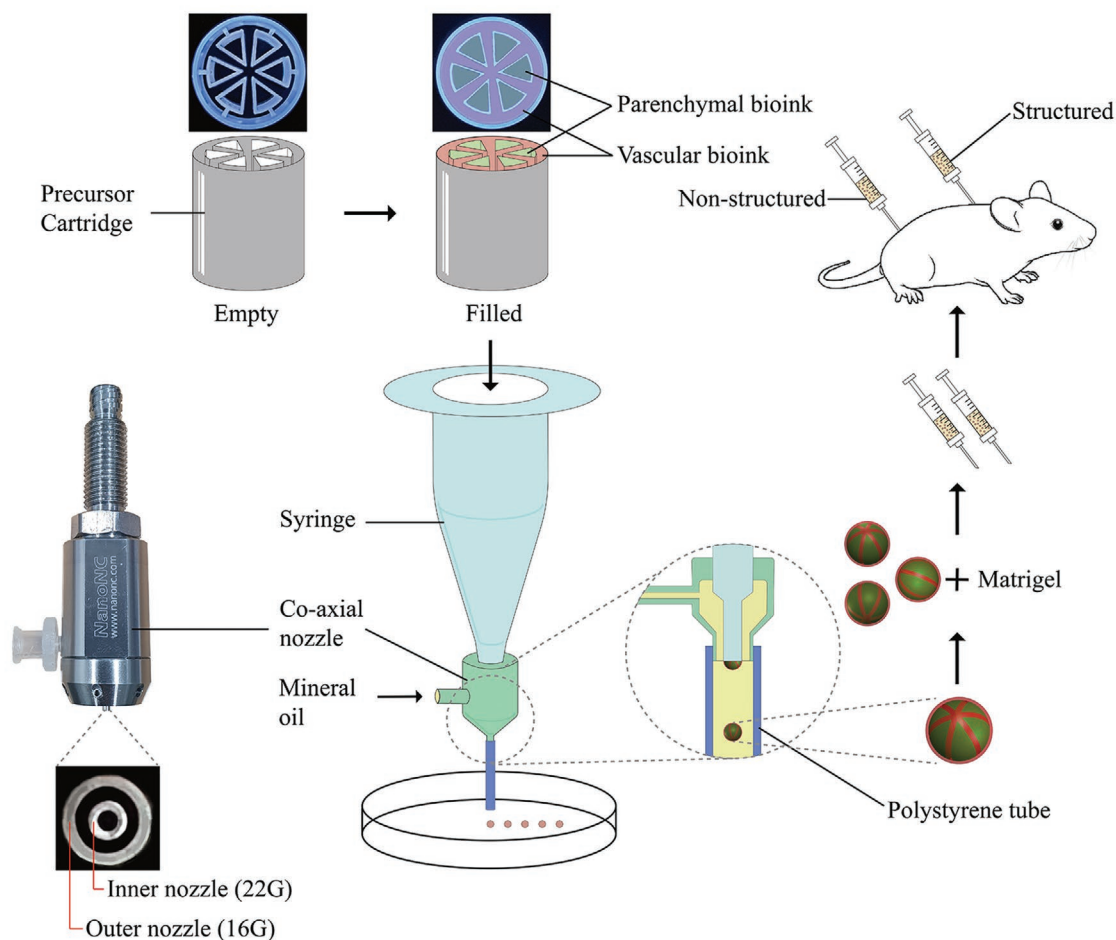 Parenchymal bioink
Vascular bioink
Structured
Non-structured
Precursor
Cartridge
Empty
Filled
NanoNC
www.nanonc.com
Syringe
Co-axial
nozzle
Mineral
oil
Matrigel
Polystyrene tube
Inner nozzle (22G)
Outer nozzle (16G)